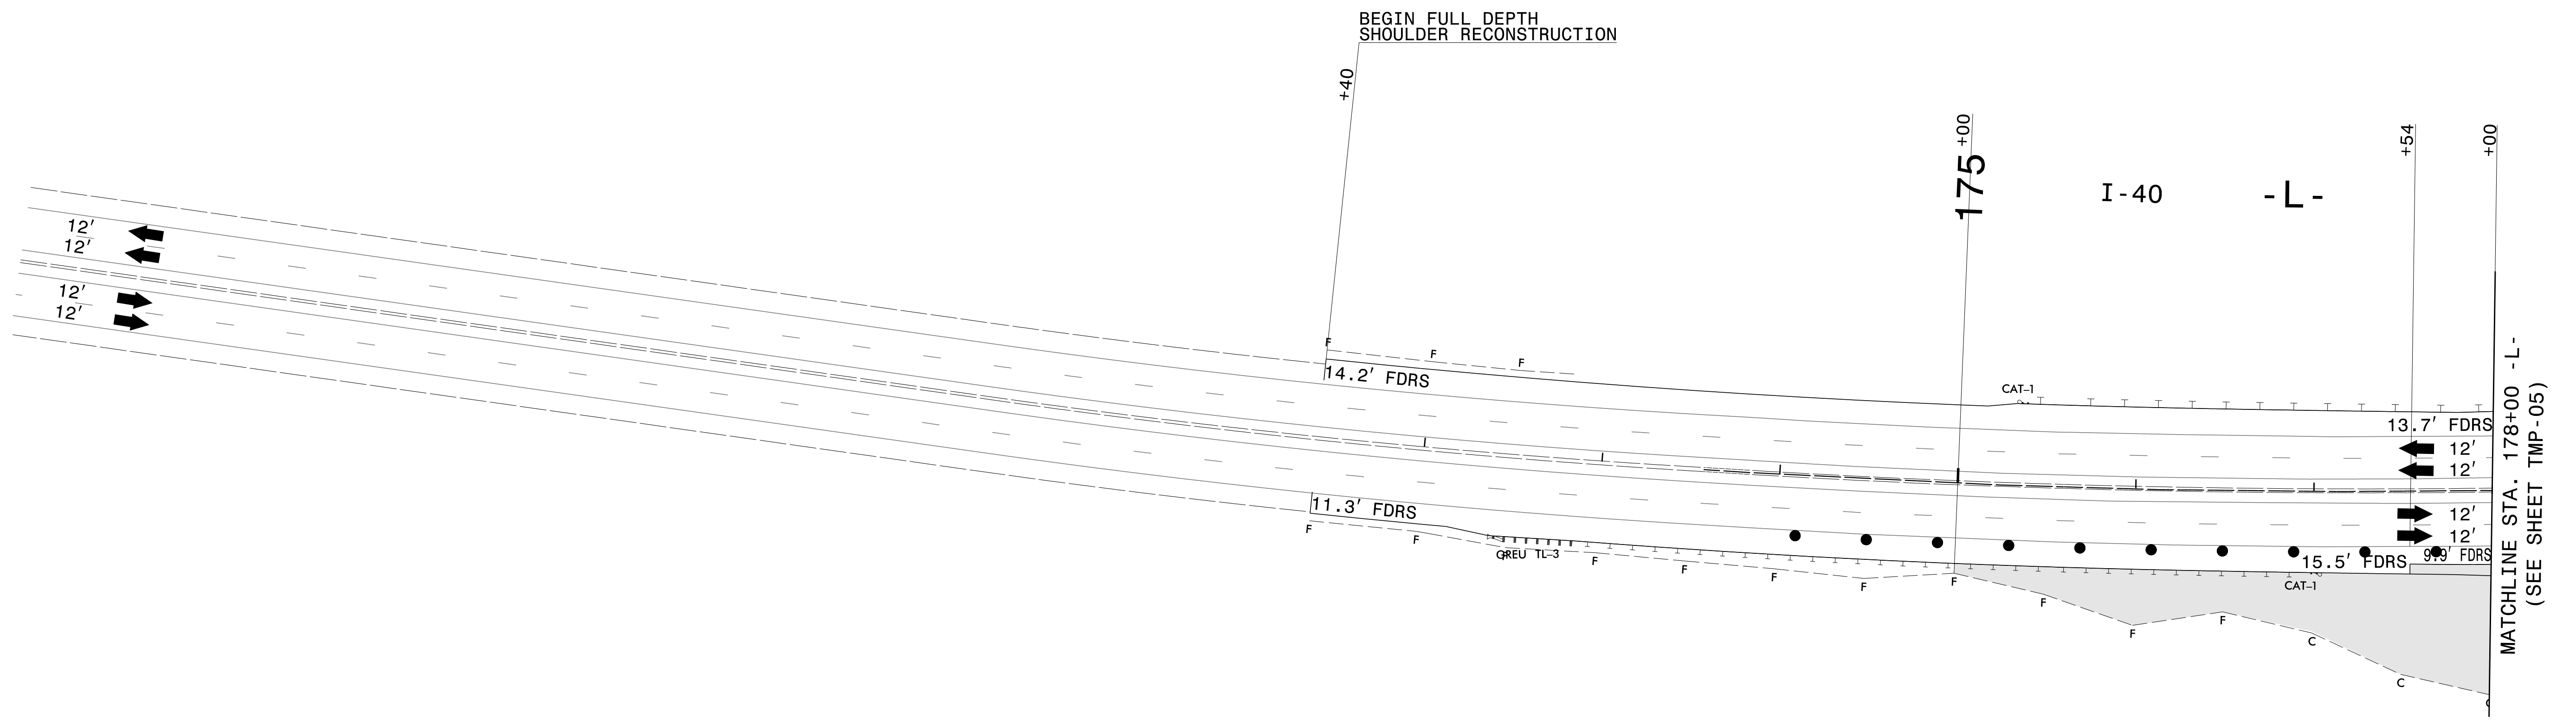 BEGIN FULL DEPTH
SHOULDER RECONSTRUCTION
+40
+00
175
I-40
-L-
+54
+00
12'
12'
12'
12'
F
F
F
14.2' FDRS
CAT-1
13.7' FDRS
12'
12'
12'
12'
11.3' FDRS
F
F
GREU TL-3
F
F
F
F
F
F
F
F
C
C
15.5' FDRS
9.9' FDRS
CAT-1
MATCHLINE STA. 178+00 -L-
(SEE SHEET TMP-05)